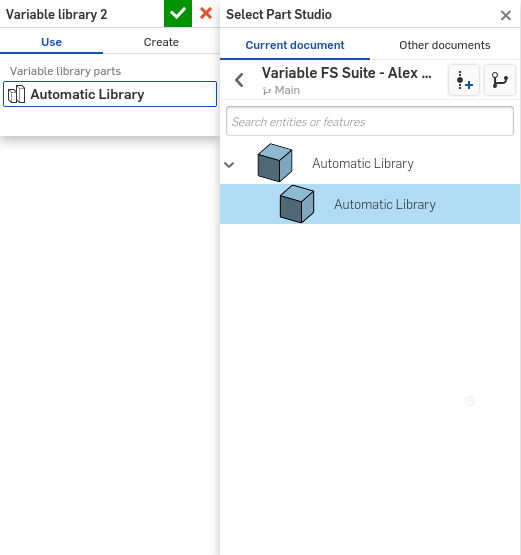 Variable library 2
Use
Create
Variable library parts
Automatic Library
Select Part Studio
Current document
Other documents
Variable FS Suite - Alex ...
Main
Search entities or features
Automatic Library
Automatic Library